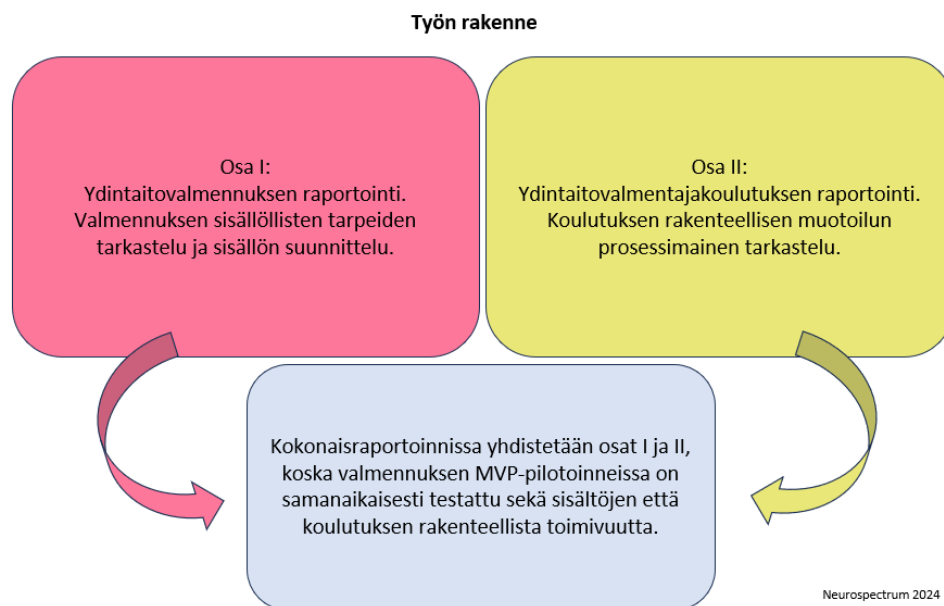 Työn rakenne
Osa I:
Ydintaitovalmennuksen raportointi.
Valmennuksen sisällöllisten tarpeiden
tarkastelu ja sisällön suunnittelu.
Osa II:
Ydintaitovalmentajakoulutuksen raportointi.
Koulutuksen rakenteellisen muotoilun
prosessimainen tarkastelu.
Kokonaisraportoinnissa yhdistetään osat I ja II,
koska valmennuksen MVP-pilotoinneissa on
samanaikaisesti testattu sekä sisältöjen että
koulutuksen rakenteellista toimivuutta.
Neurospectrum 2024